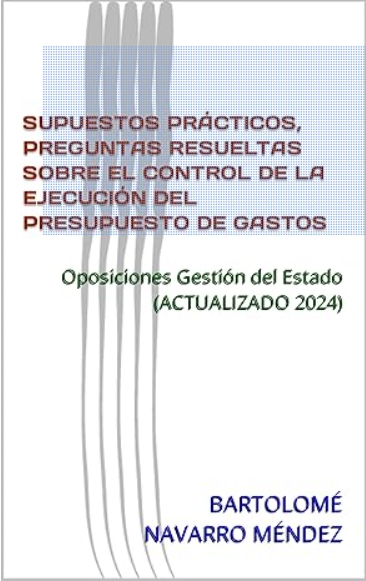 SUPUESTOS PRÁCTICOS,
PREGUNTAS RESUELTAS
SOBRE EL CONTROL DE LA
EJECUCIÓN DEL
PRESUPUESTO DE GASTOS
Oposiciones Gestión del Estado
(ACTUALIZADO 2024)
BARTOLOMÉ
NAVARRO MÉNDEZ